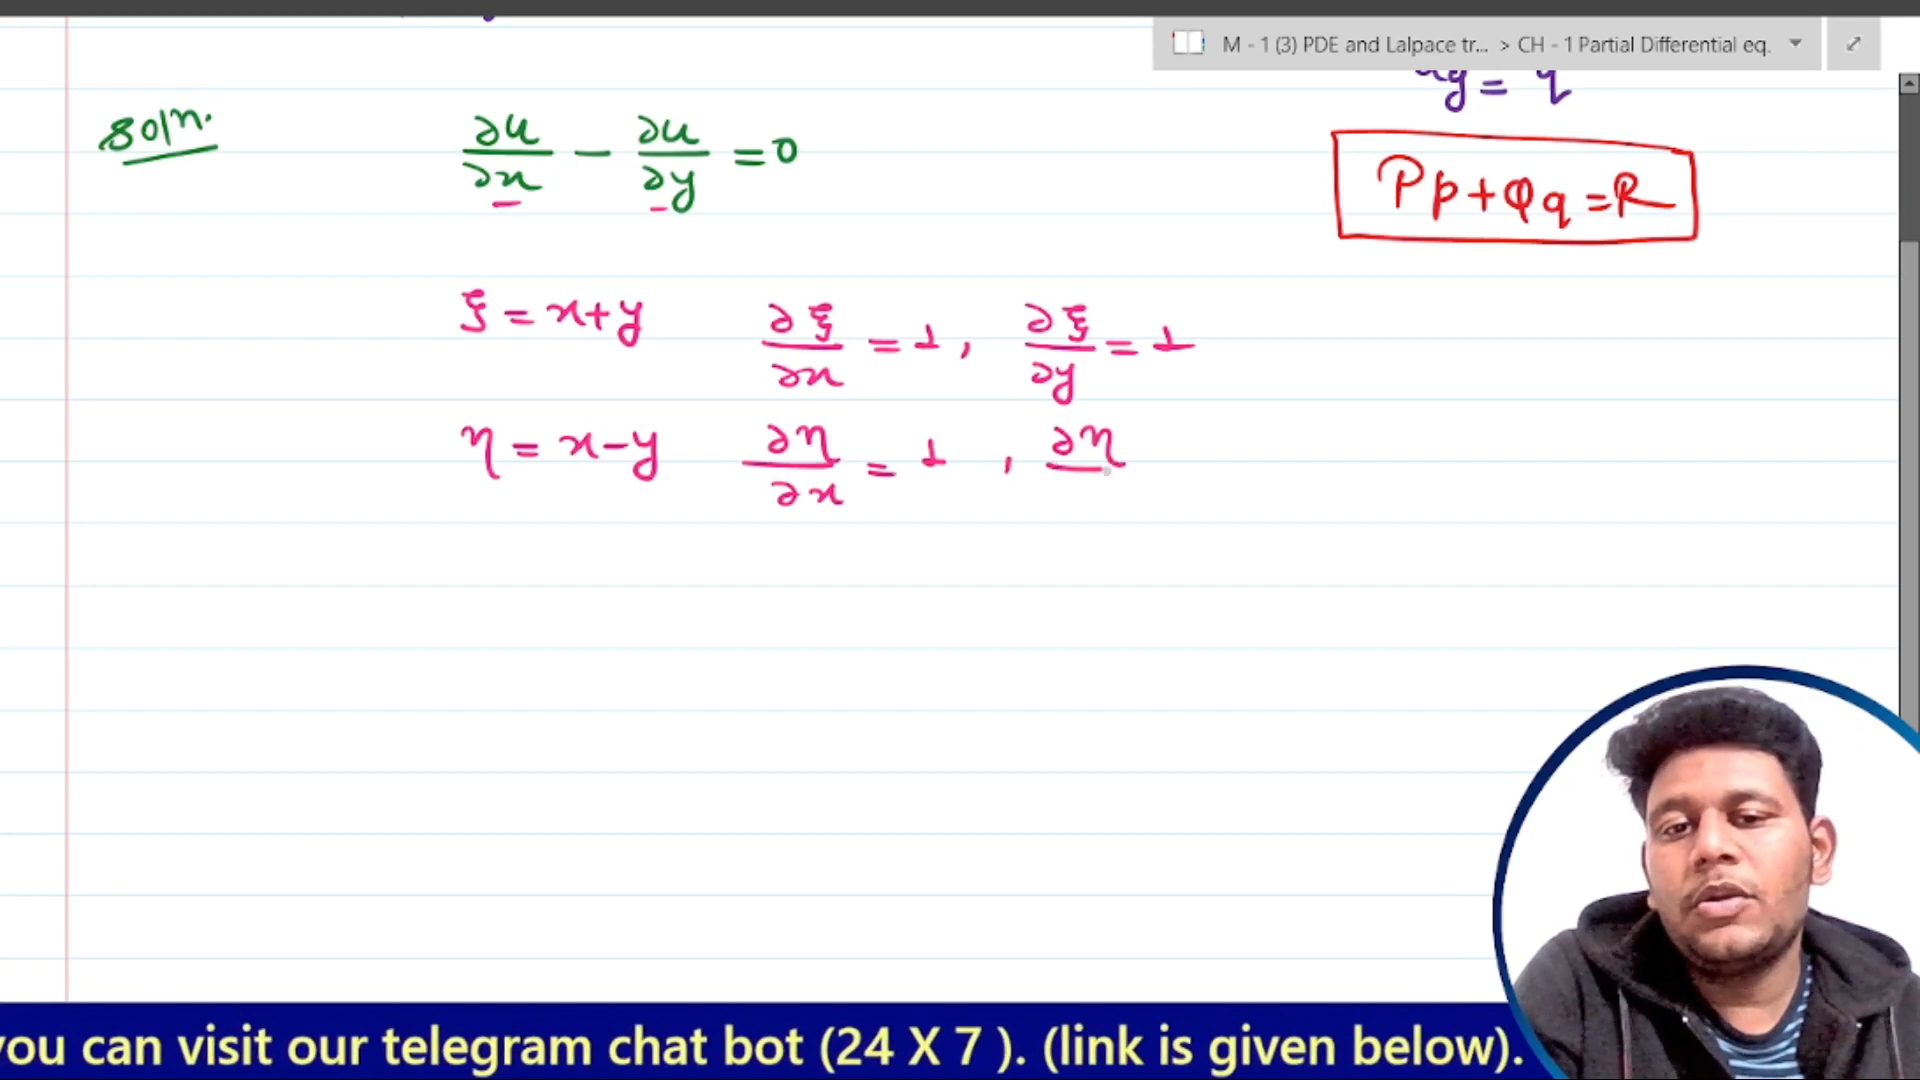 M - 1 (3) PDE and Lalpace tr... > CH - 1 Partial Differential eq.
∂y = q
Soln. ∂u/∂x - ∂u/∂y = 0
Pp + Qq = R
ξ = x+y ∂ξ/∂x = 1, ∂ξ/∂y = 1
η = x-y ∂η/∂x = 1, ∂η
you can visit our telegram chat bot (24 X 7 ). (link is given below).